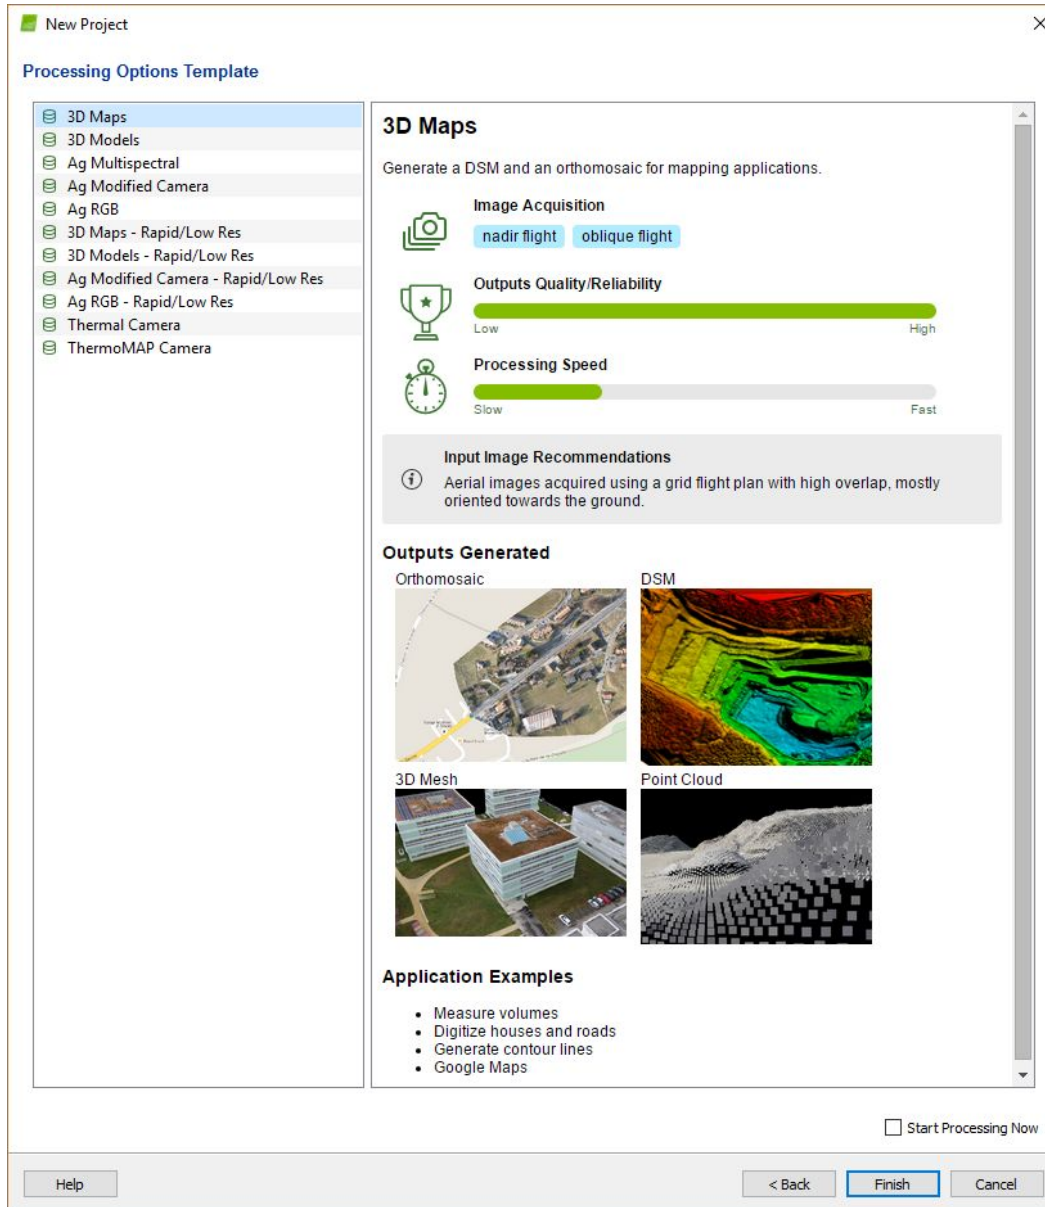 New Project
Processing Options Template
3D Maps
3D Models
Ag Multispectral
Ag Modified Camera
Ag RGB
3D Maps - Rapid/Low Res
3D Models - Rapid/Low Res
Ag Modified Camera - Rapid/Low Res
Ag RGB - Rapid/Low Res
Thermal Camera
ThermoMAP Camera
3D Maps
Generate a DSM and an orthomosaic for mapping applications.
Image Acquisition
nadir flight oblique flight
Outputs Quality/Reliability
Low High
Processing Speed
Slow Fast
Input Image Recommendations
Aerial images acquired using a grid flight plan with high overlap, mostly
oriented towards the ground.
Outputs Generated
Orthomosaic DSM
3D Mesh Point Cloud
Application Examples
• Measure volumes
• Digitize houses and roads
• Generate contour lines
• Google Maps
Start Processing Now
Help < Back Finish Cancel